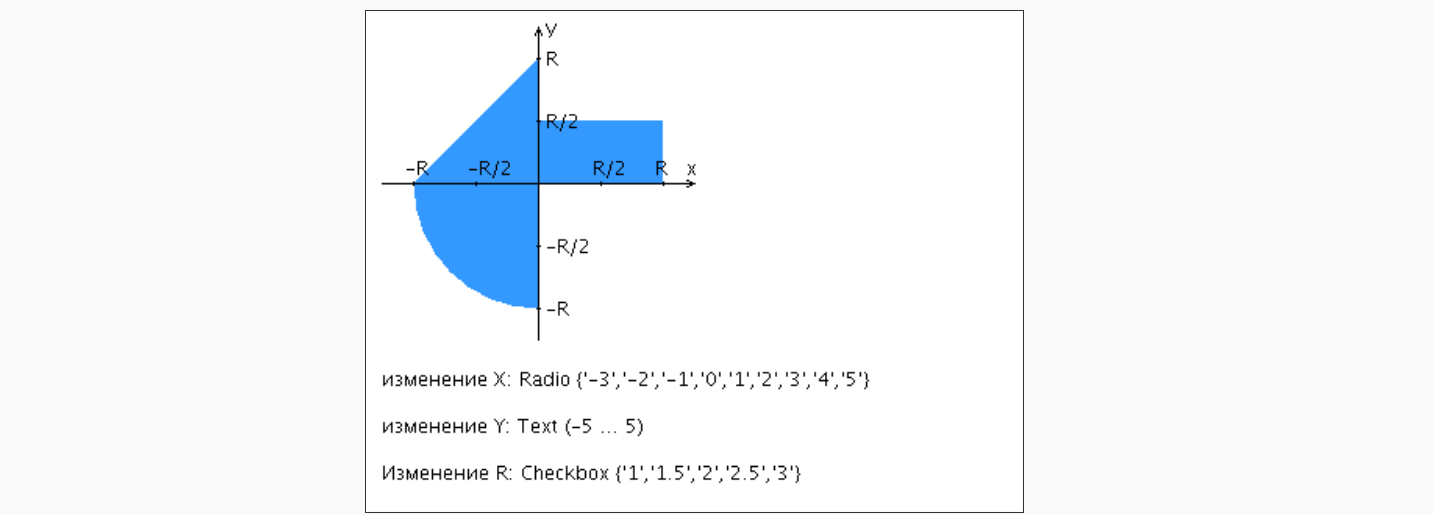 y
R
R/2
-R -R/2 R/2 R x
-R/2
-R
изменение X: Radio {'-3','-2','-1','0','1','2','3','4','5'}
изменение Y: Text (-5 ... 5)
Изменение R: Checkbox {'1','1.5','2','2.5','3'}